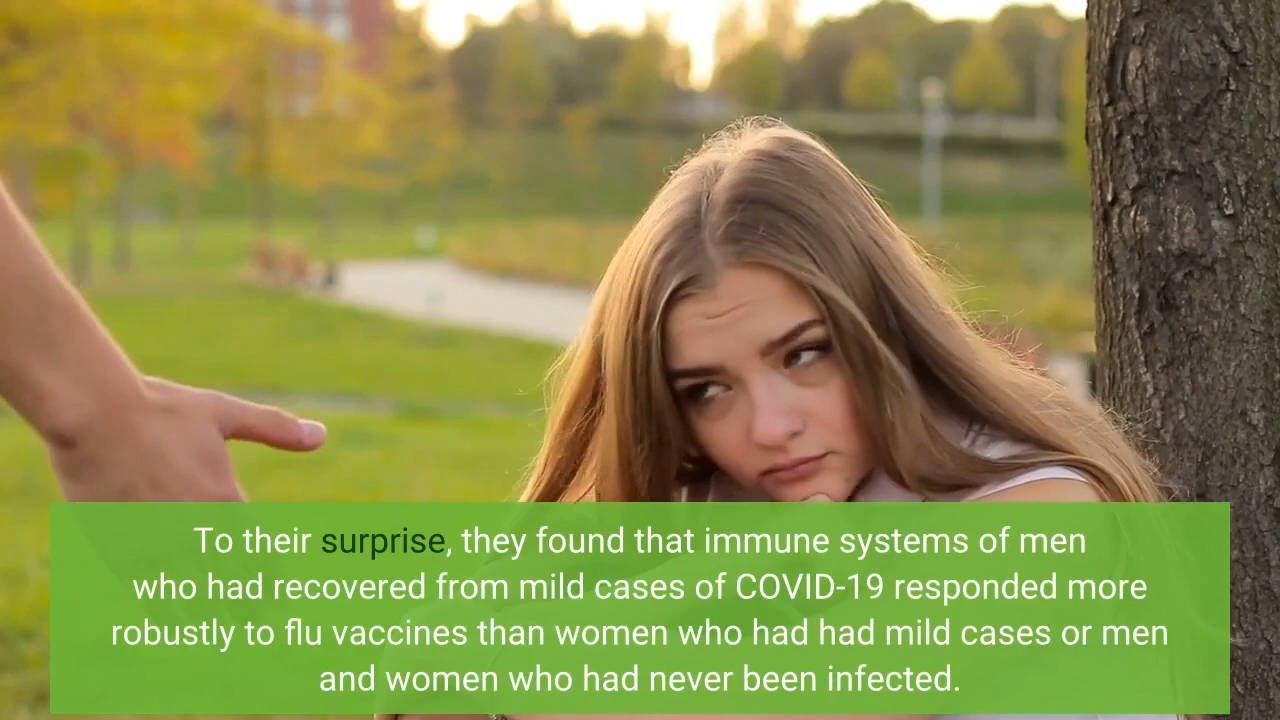 To their surprise, they found that immune systems of men
who had recovered from mild cases of COVID-19 responded more
robustly to flu vaccines than women who had had mild cases or men
and women who had never been infected.